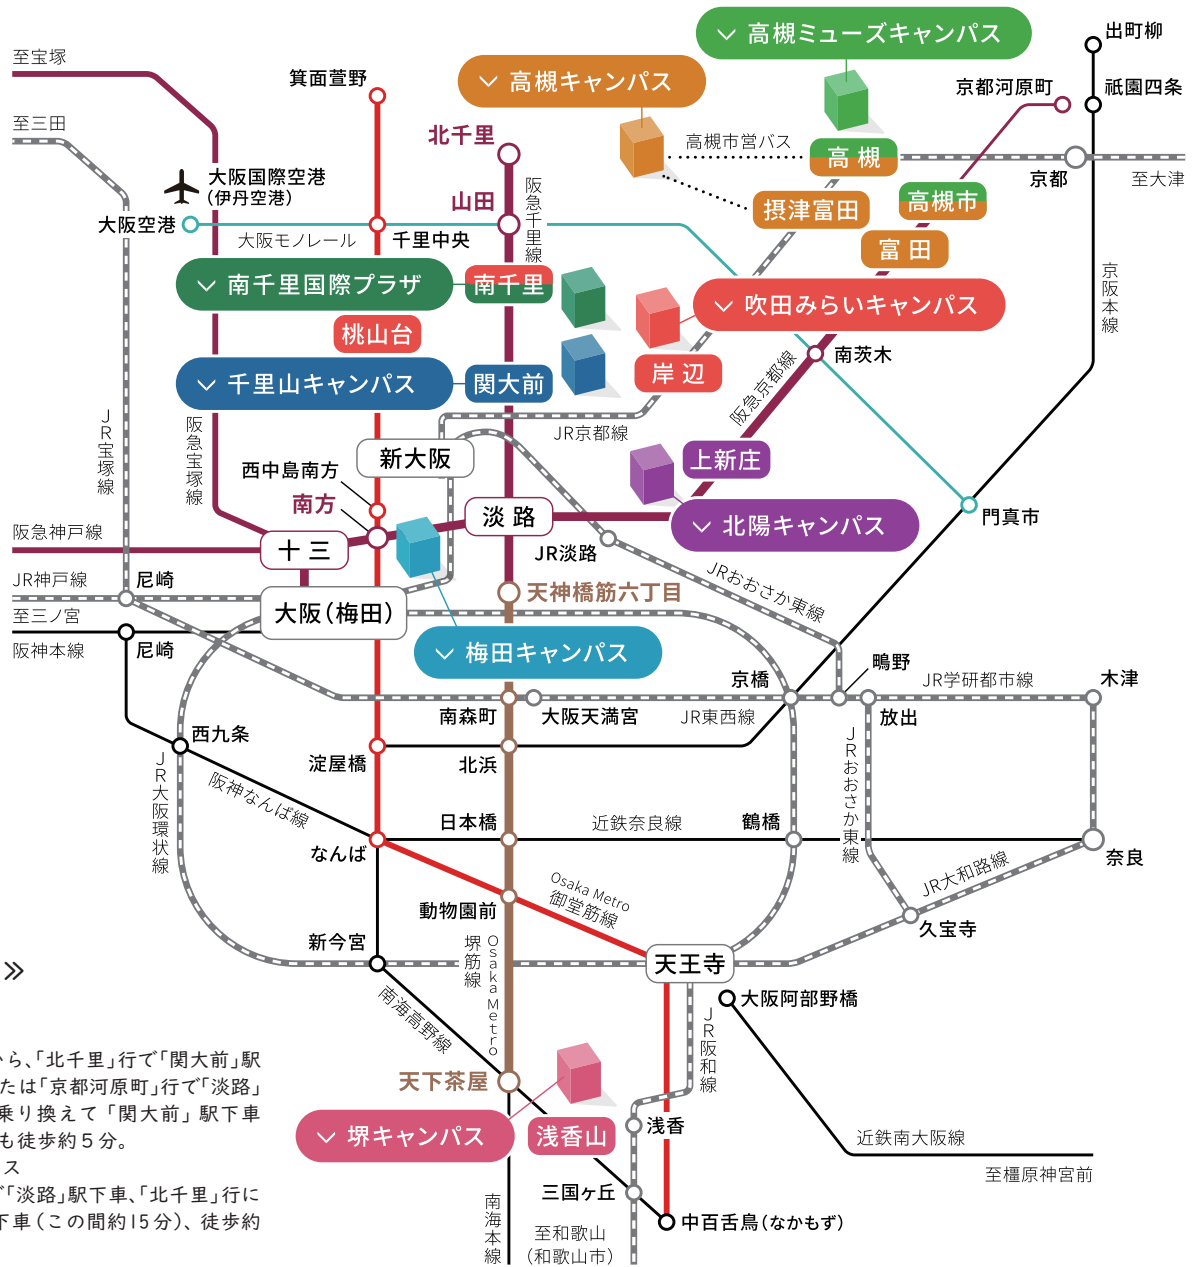 高槻ミューズキャンパス
出町柳
至宝塚
高槻キャンパス
箕面萱野
京都河原町
祇園四条
至三田
北千里
高槻市営バス
高槻
京都
至大津
大阪国際空港
(伊丹空港)
阪急千里線
山田
摂津富田
高槻市
大阪空港
大阪モノレール
千里中央
富田
南千里国際プラザ
南千里
吹田みらいキャンパス
京阪本線
桃山台
南茨木
千里山キャンパス
関大前
岸辺
阪急京都線
JR宝塚線
阪急宝塚線
JR京都線
新大阪
上新庄
西中島南方
南方
淡路
北陽キャンパス
門真市
阪急神戸線
十三
JR淡路
JR神戸線
尼崎
天神橋筋六丁目
JRおおさか東線
至三ノ宮
大阪(梅田)
阪神本線
尼崎
梅田キャンパス
京橋
鴫野
JR学研都市線
木津
南森町
大阪天満宮
JR東西線
放出
西九条
淀屋橋
北浜
JR大阪環状線
阪神なんば線
JRおおさか東線
日本橋
近鉄奈良線
鶴橋
なんば
奈良
Osaka Metro
御堂筋線
JR大和路線
動物園前
久宝寺
新今宮
堺筋線
Osaka Metro
天王寺
南海高野線
大阪阿部野橋
JR阪和線
から、「北千里」行で「関大前」駅
たは「京都河原町」行で「淡路」
乗り換えて「関大前」駅下車
も徒歩約5分。
ス
で「淡路」駅下車、「北千里」行に
下車(この間約15分)、徒歩約
天下茶屋
堺キャンパス
浅香山
浅香
近鉄南大阪線
至橿原神宮前
三国ヶ丘
南海本線
至和歌山
(和歌山市)
中百舌鳥(なかもず)